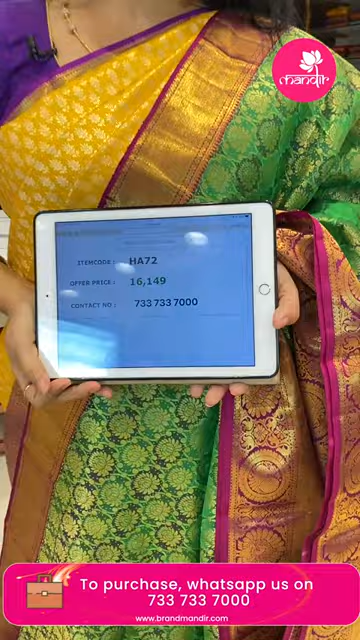 mandir
ITEMCODE : HA72
OFFER PRICE : 16,149
CONTACT NO : 733 733 7000
To purchase, whatsapp us on
733 733 7000
www.brandmandir.com